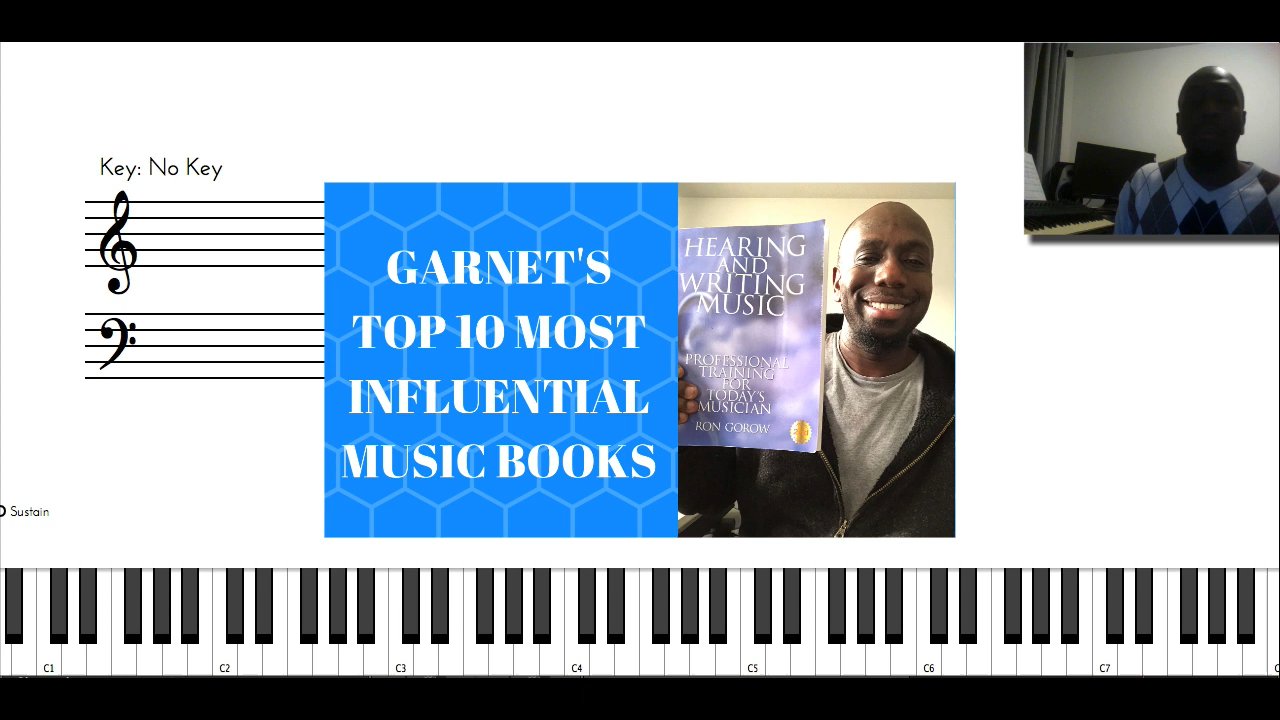 Key: No Key
GARNET'S
TOP 10 MOST
INFLUENTIAL
MUSIC BOOKS
HEARING
AND
WRITING
MUSIC
PROFESSIONAL
TRAINING
FOR
TODAY'S
MUSICIAN
RON GOROW
Sustain
C1 C2 C3 C4 C5 C6 C7